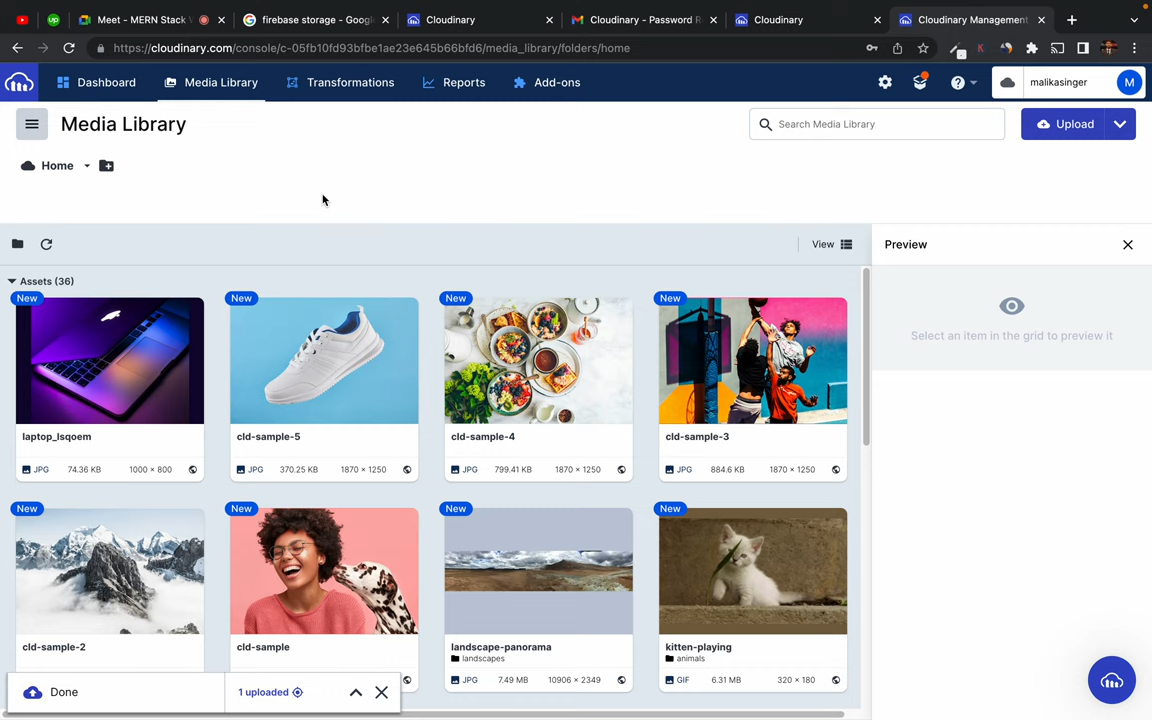 Meet - MERN Stack W
firebase storage - Google
Cloudinary
Cloudinary - Password R
Cloudinary
Cloudinary Management
https://cloudinary.com/console/c-05fb10fd93bfbe1ae23e645b66bfd6/media_library/folders/home
Dashboard
Media Library
Transformations
Reports
Add-ons
malikasinger
M
Media Library
Search Media Library
Upload
Home
View
Preview
Assets (36)
Select an item in the grid to preview it
New
New
New
New
laptop_lsqoem
cld-sample-5
cld-sample-4
cld-sample-3
JPG 74.36 KB 1000 × 800
JPG 370.25 KB 1870 × 1250
JPG 799.41 KB 1870 × 1250
JPG 884.6 KB 1870 × 1250
New
New
New
New
cld-sample-2
cld-sample
landscape-panorama
landscapes
kitten-playing
animals
JPG 7.49 MB 10906 × 2349
GIF 6.31 MB 320 × 180
Done
1 uploaded